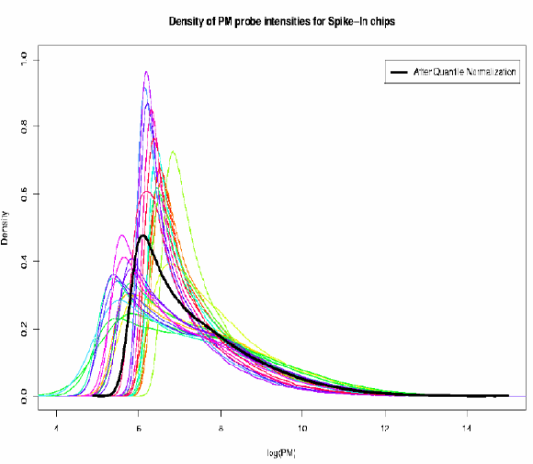 Density of PM probe intensities for Spike-In chips
After Quantile Normalization
Density
1.0
0.8
0.6
0.4
0.2
0.0
4 6 8 10 12 14
log(PM)